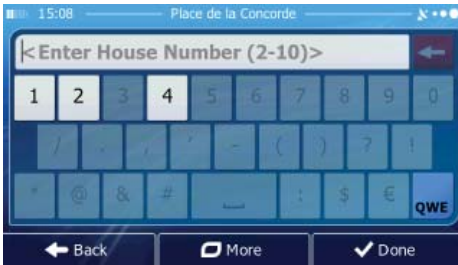 15:08 Place de la Concorde
<Enter House Number (2-10)>
1 2 3 4 5 6 7 8 9 0
/ . , ' - ( ) ? !
* @ & # : $ € QWE
Back More Done